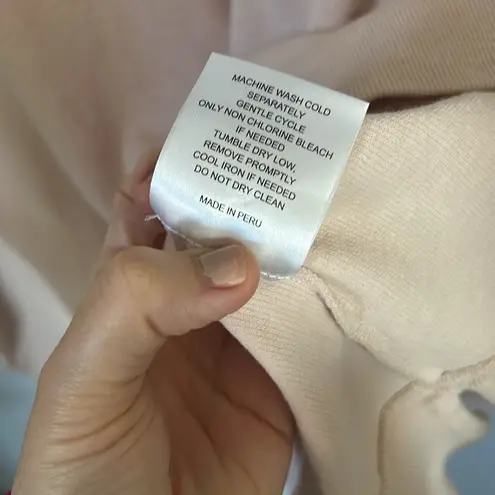 MACHINE WASH COLD
SEPARATELY
GENTLE CYCLE
ONLY NON CHLORINE BLEACH
IF NEEDED
TUMBLE DRY LOW,
REMOVE PROMPTLY
COOL IRON IF NEEDED
DO NOT DRY CLEAN
MADE IN PERU